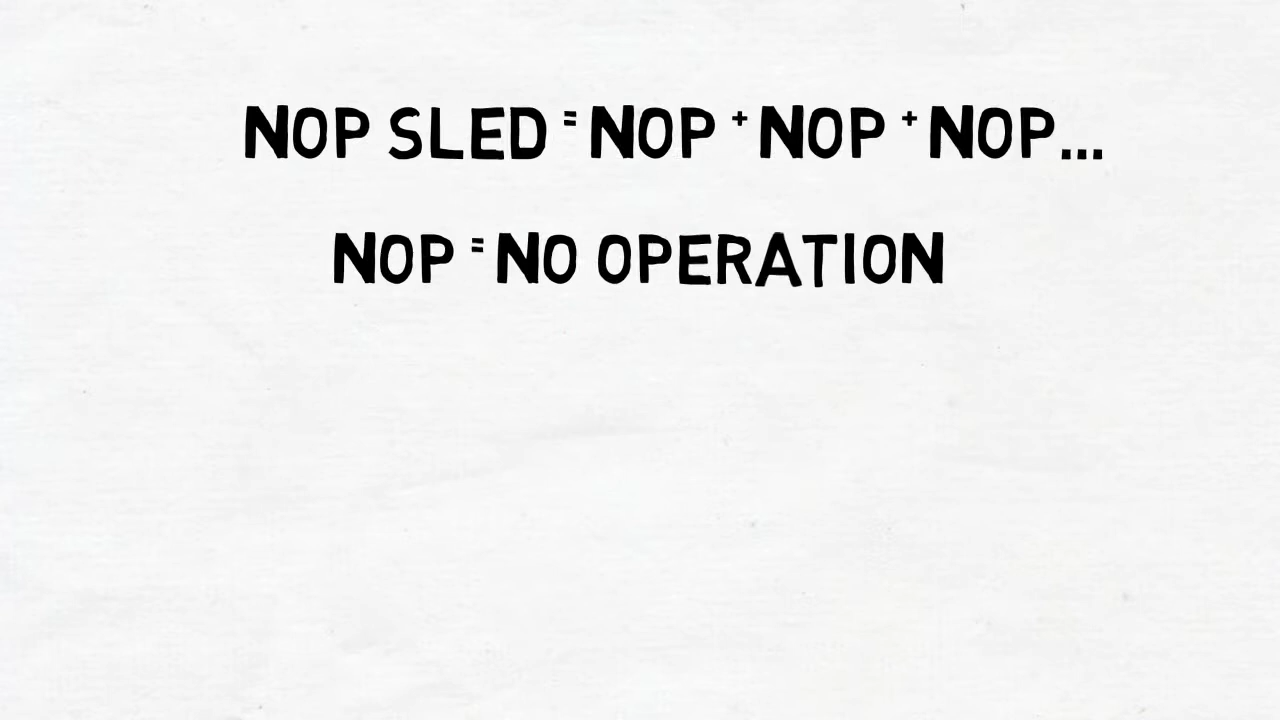 NOP SLED = NOP + NOP + NOP...
NOP = NO OPERATION